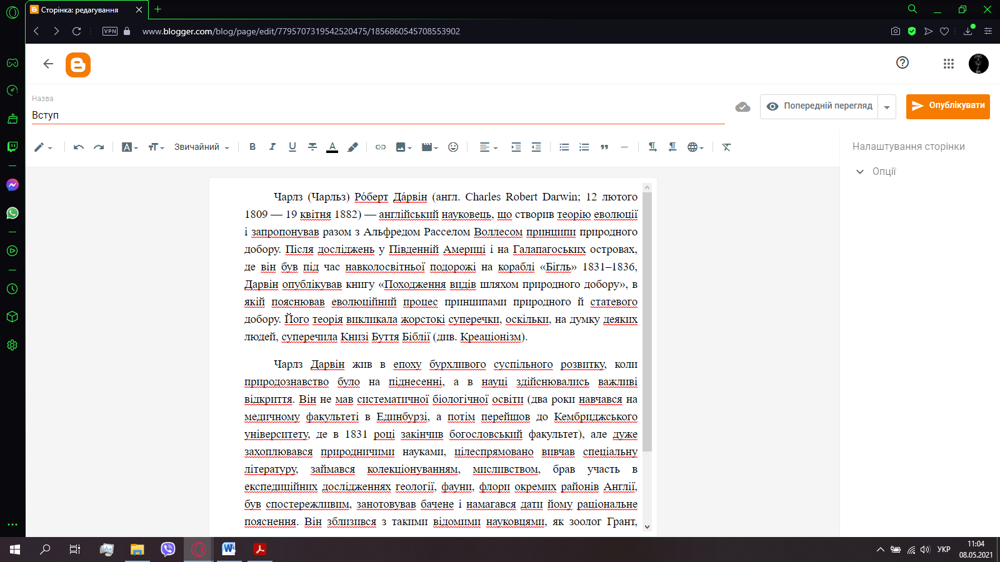 Сторінка: редагування
VPN
www.blogger.com/blog/page/edit/7795707319542520475/1856860545708553902
Назва
Вступ
Попередній перегляд
Опублікувати
Звичайний
Налаштування сторінки
Опції
Чарлз (Чарльз) Ро́берт Да́рвін (англ. Charles Robert Darwin; 12 лютого
1809 — 19 квітня 1882) — англійський науковець, що створив теорію еволюції
і запропонував разом з Альфредом Расселом Воллесом принципи природного
добору. Після досліджень у Південній Америці і на Галапагоських островах,
де він був під час навколосвітньої подорожі на кораблі «Бігль» 1831–1836,
Дарвін опублікував книгу «Походження видів шляхом природного добору», в
якій пояснював еволюційний процес принципами природного й статевого
добору. Його теорія викликала жорстокі суперечки, оскільки, на думку деяких
людей, суперечила Книзі Буття Біблії (див. Креаціонізм).
Чарлз Дарвін жив в епоху бурхливого суспільного розвитку, коли
природознавство було на піднесенні, а в науці здійснювались важливі
відкриття. Він не мав систематичної біологічної освіти (два роки навчався на
медичному факультеті в Единбурзі, а потім перейшов до Кембриджського
університету, де в 1831 році закінчив богословський факультет), але дуже
захоплювався природничими науками, цілеспрямовано вивчав спеціальну
літературу, займався колекціонуванням, мисливством, брав участь в
експедиційних дослідженнях геології, фауни, флори окремих районів Англії,
був спостережливим, занотовував бачене і намагався дати йому раціональне
пояснення. Він зблизився з такими відомими науковцями, як зоолог Грант,
УКР
11:04
08.05.2021